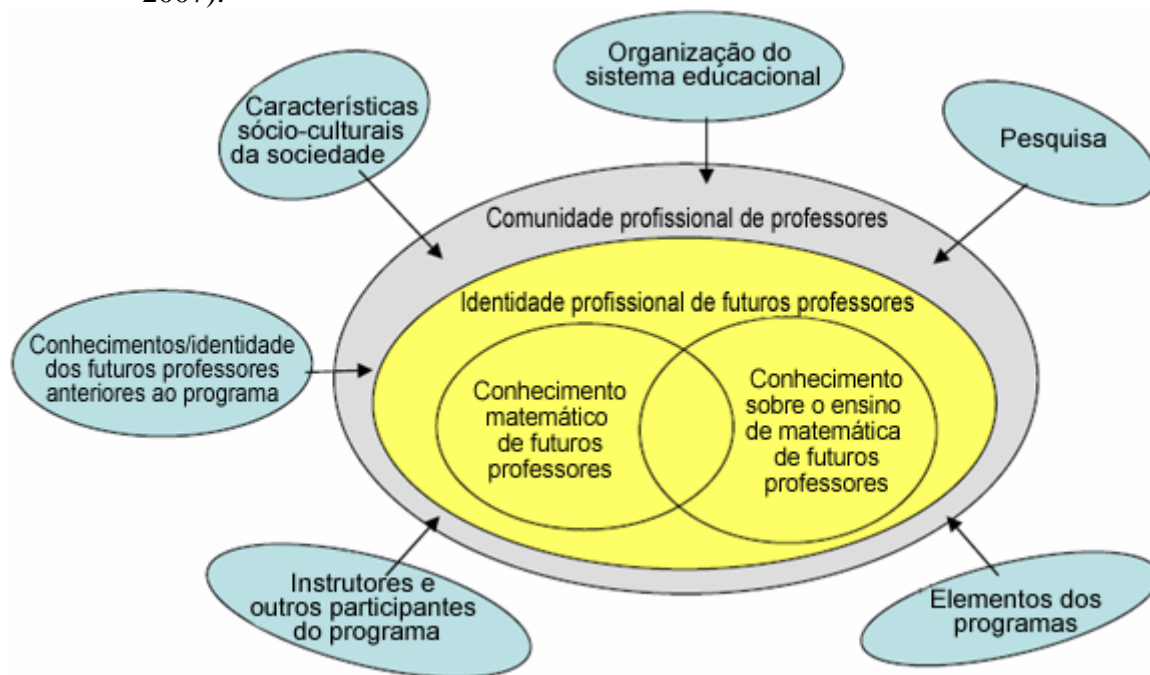 2007).
Organização do
sistema educacional
Características
sócio-culturais
da sociedade
Pesquisa
Comunidade profissional de professores
Identidade profissional de futuros professores
Conhecimentos/identidade
dos futuros professores
anteriores ao programa
Conhecimento
matemático
de futuros
professores
Conhecimento
sobre o ensino
de matemática
de futuros
professores
Instrutores e
outros participantes
do programa
Elementos dos
programas